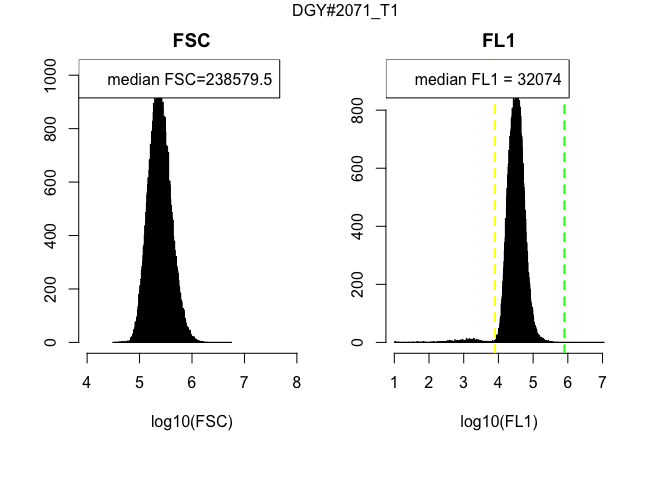 DGY#2071_T1
FSC
median FSC=238579.5
1000
800
600
400
200
0
4 5 6 7 8
log10(FSC)
FL1
median FL1 = 32074
800
600
400
200
0
1 2 3 4 5 6 7
log10(FL1)